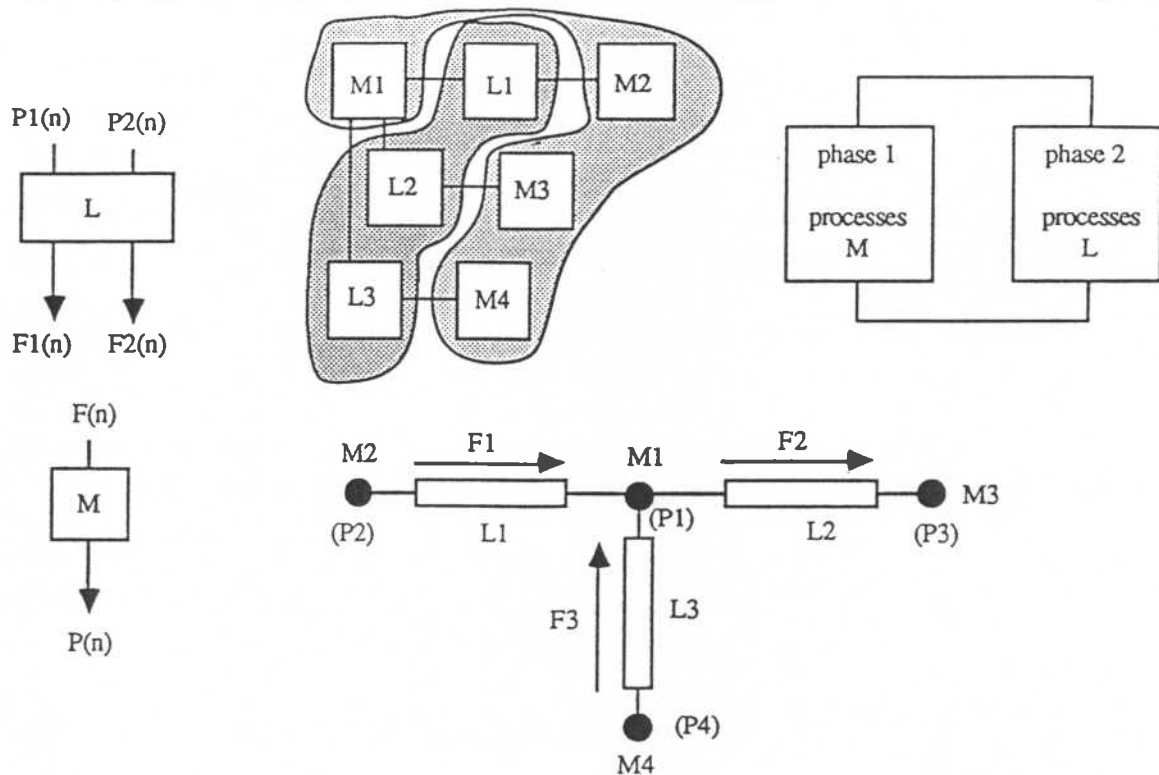 P1(n) P2(n)
L
F1(n) F2(n)
F(n)
M
P(n)
M1 L1 M2
L2 M3
L3 M4
phase 1 phase 2
processes processes
M L
M2 F1 M1 F2 M3
(P2) L1 (P1) L2 (P3)
F3 L3
(P4)
M4